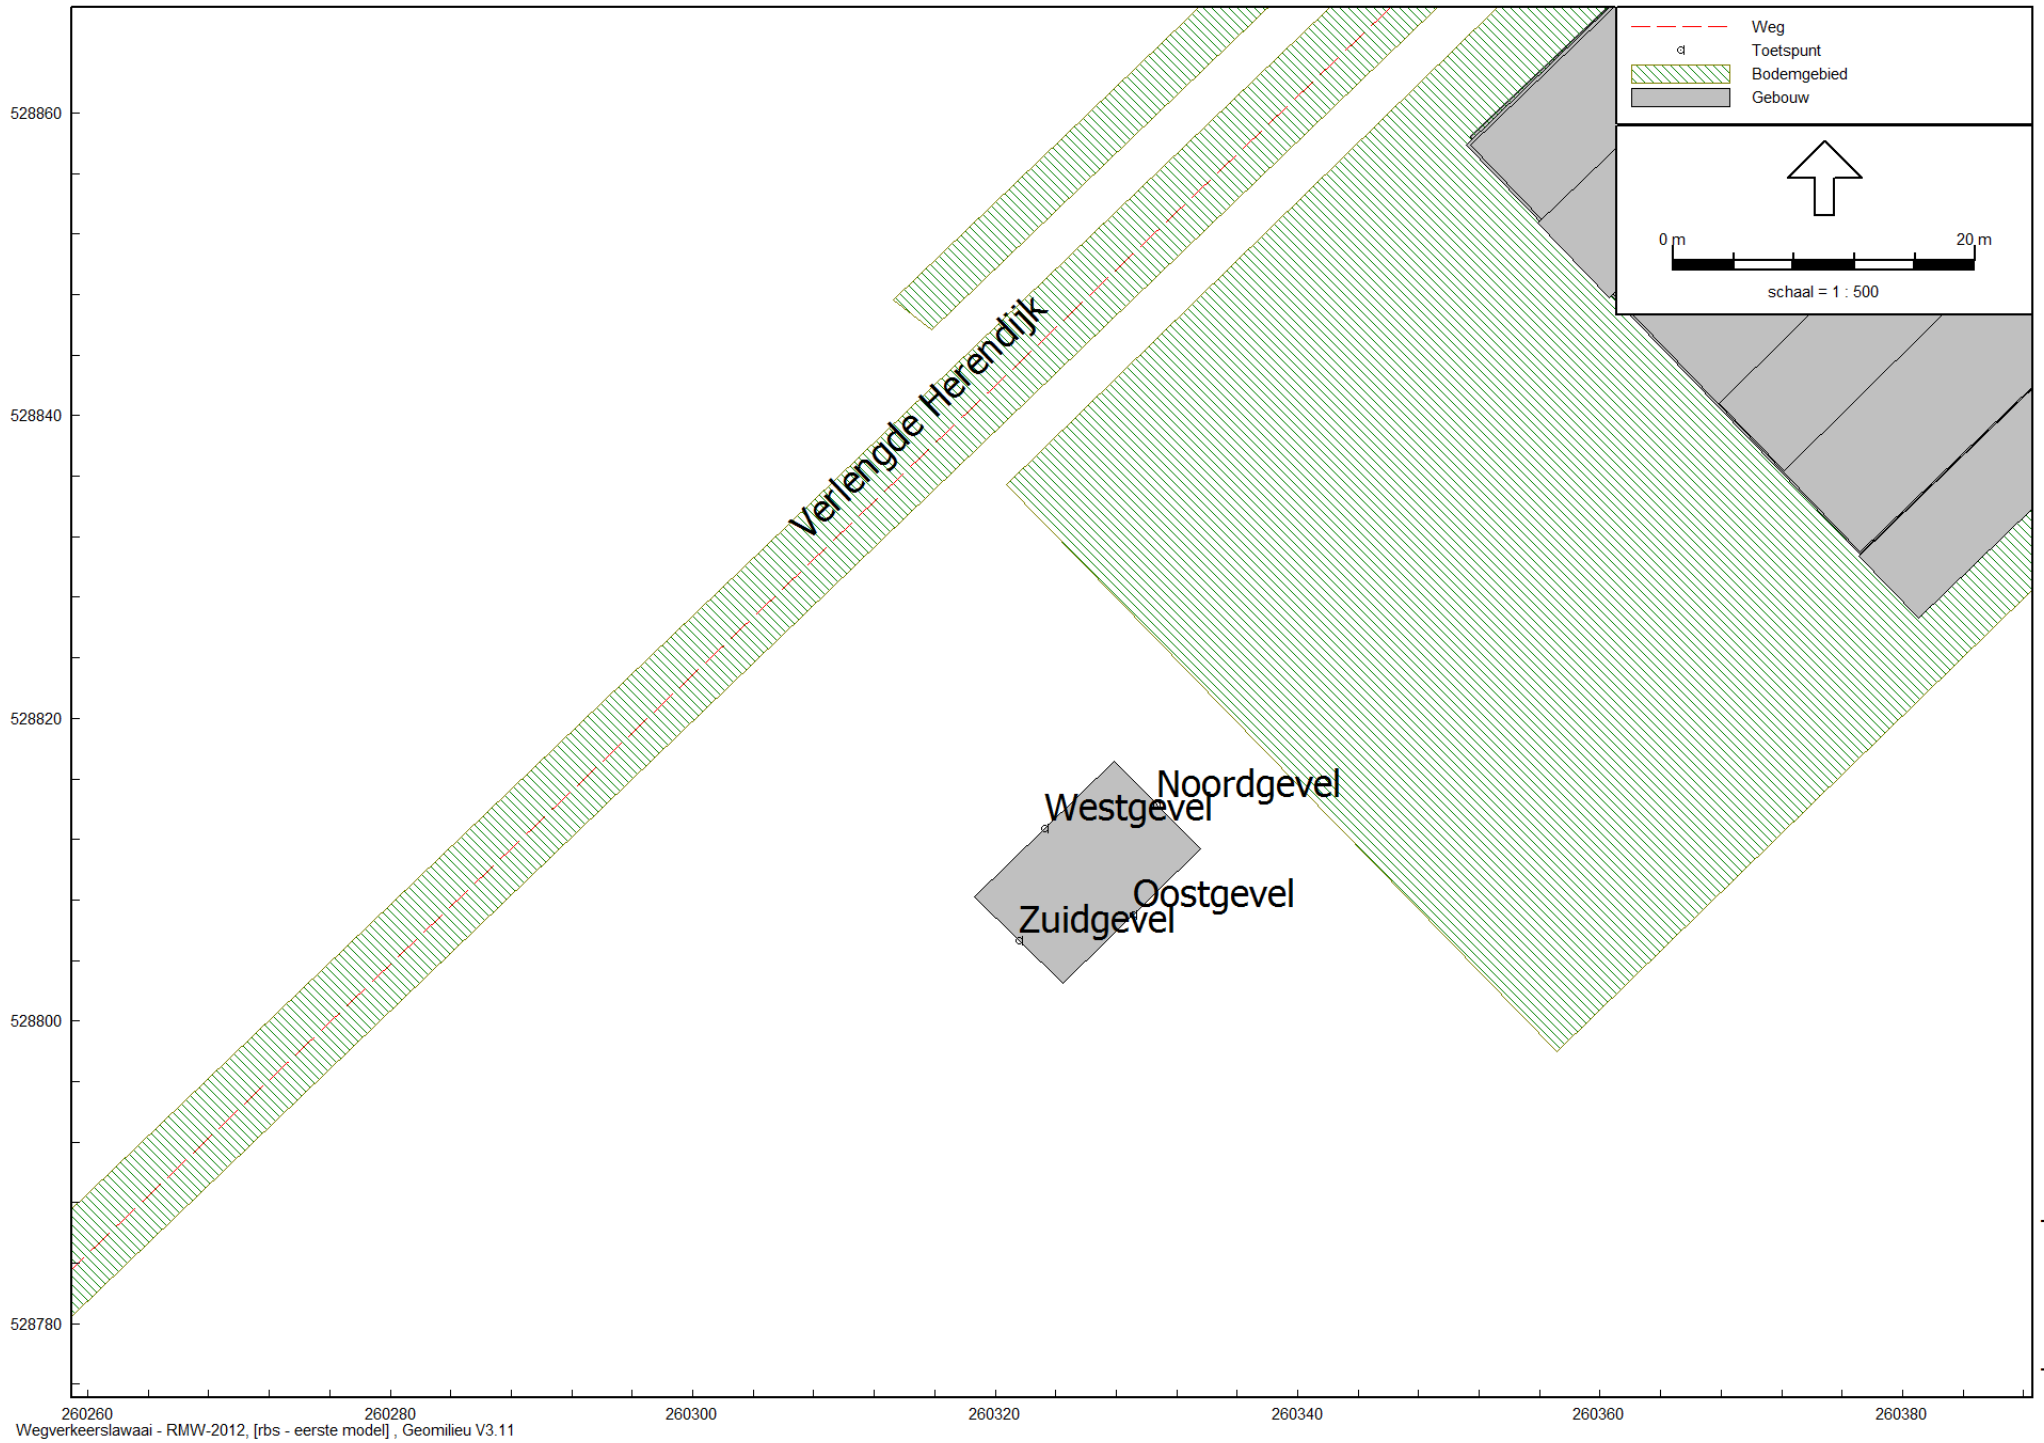 Weg
Toetspunt
Bodemgebied
Gebouw
0 m 20 m
schaal = 1 : 500
528860
528840
528820
528800
528780
Verlengde Herendijk
Noordgevel
Westgevel
Oostgevel
Zuidgevel
260260 260280 260300 260320 260340 260360 260380
Wegverkeerslawaai - RMW-2012, [rbs - eerste model] , Geomilieu V3.11